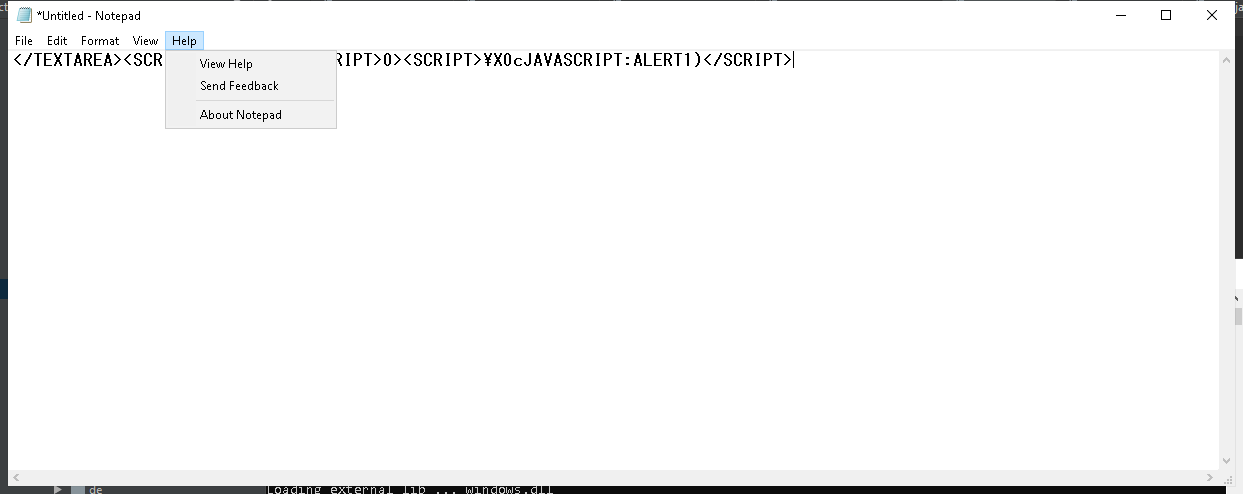 *Untitled - Notepad
File Edit Format View Help
</TEXTAREA><SCR RIPT>0><SCRIPT>¥X0cJAVASCRIPT:ALERT1)</SCRIPT>
View Help
Send Feedback
About Notepad
de Loading external lib ... windows.dll